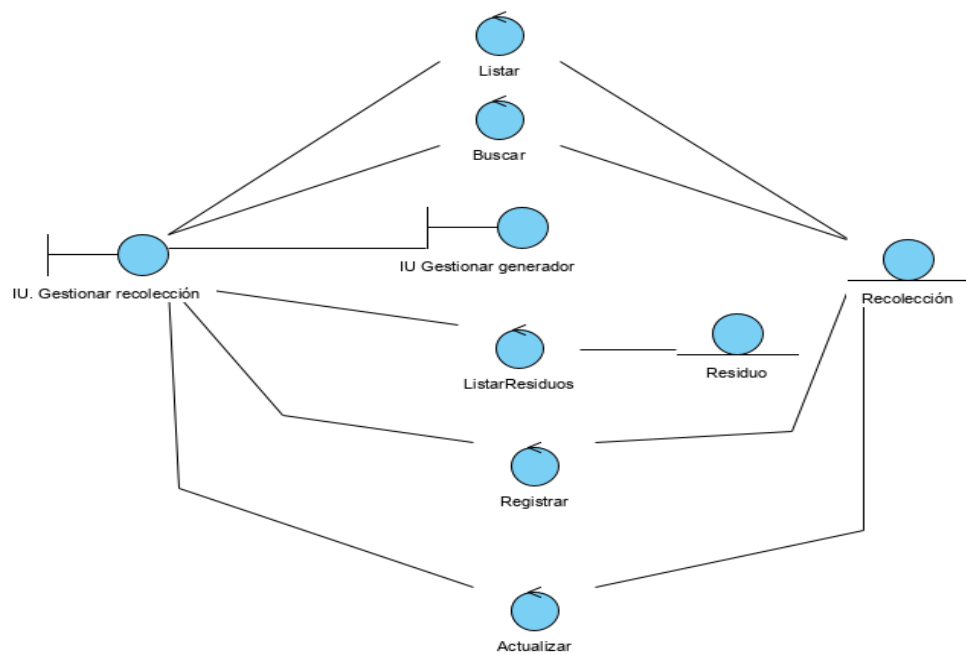 Listar
Buscar
IU Gestionar generador
IU. Gestionar recolección
Recolección
Residuo
ListarResiduos
Registrar
Actualizar